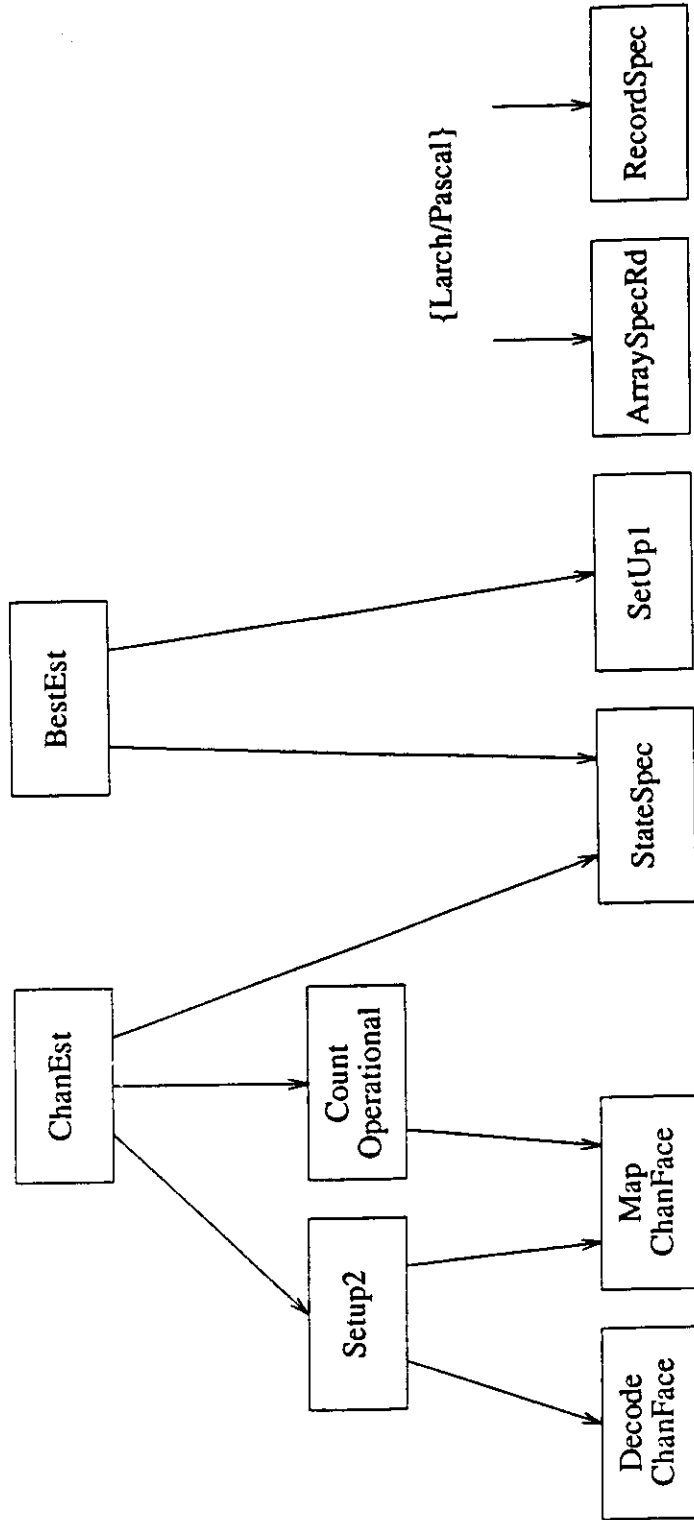 ChanEst
BestEst
Setup2
Count
Operational
{Larch/Pascal}
Decode
ChanFace
Map
ChanFace
StateSpec
SetUp1
ArraySpecRd
RecordSpec